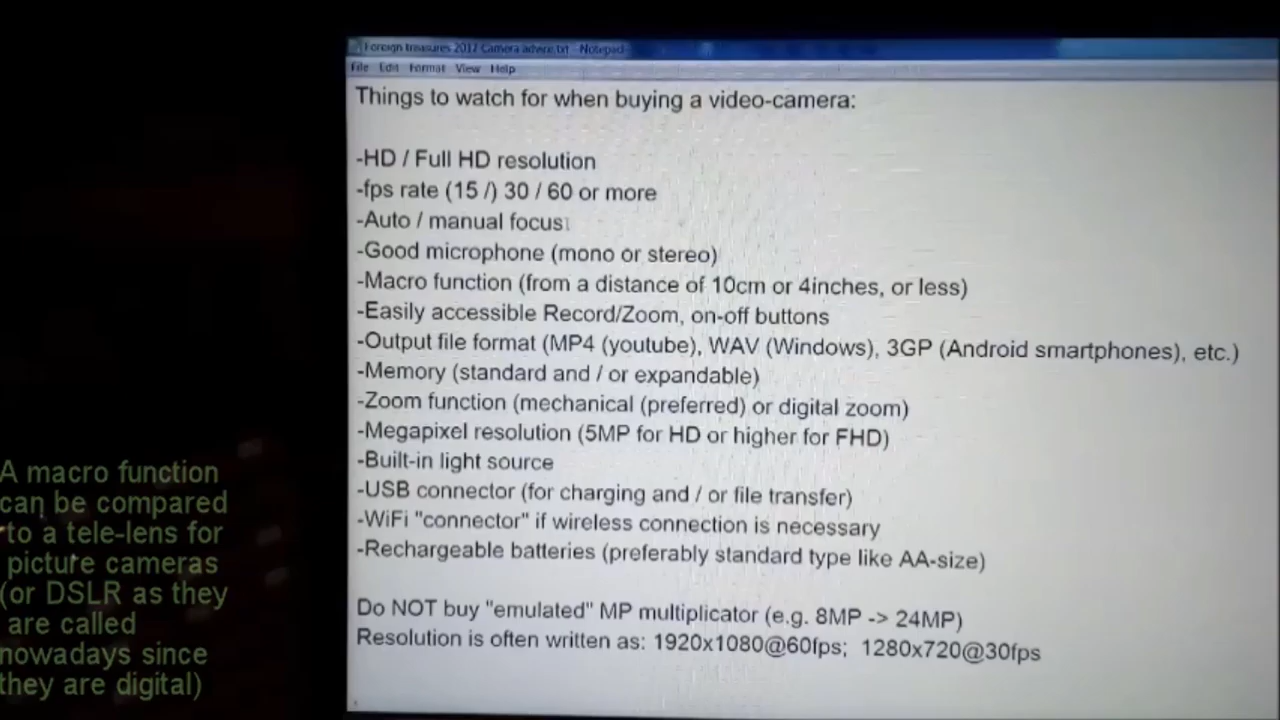 Foreign treasures 2017 Camera advere.txt - Notepad
File Edit Format View Help
Things to watch for when buying a video-camera:
-HD / Full HD resolution
-fps rate (15 /) 30 / 60 or more
-Auto / manual focus
-Good microphone (mono or stereo)
-Macro function (from a distance of 10cm or 4inches, or less)
-Easily accessible Record/Zoom, on-off buttons
-Output file format (MP4 (youtube), WAV (Windows), 3GP (Android smartphones), etc.)
-Memory (standard and / or expandable)
-Zoom function (mechanical (preferred) or digital zoom)
-Megapixel resolution (5MP for HD or higher for FHD)
-Built-in light source
-USB connector (for charging and / or file transfer)
-WiFi "connector" if wireless connection is necessary
-Rechargeable batteries (preferably standard type like AA-size)
Do NOT buy "emulated" MP multiplicator (e.g. 8MP -> 24MP)
Resolution is often written as: 1920x1080@60fps; 1280x720@30fps
A macro function
can be compared
to a tele-lens for
picture cameras
(or DSLR as they
are called
nowadays since
they are digital)